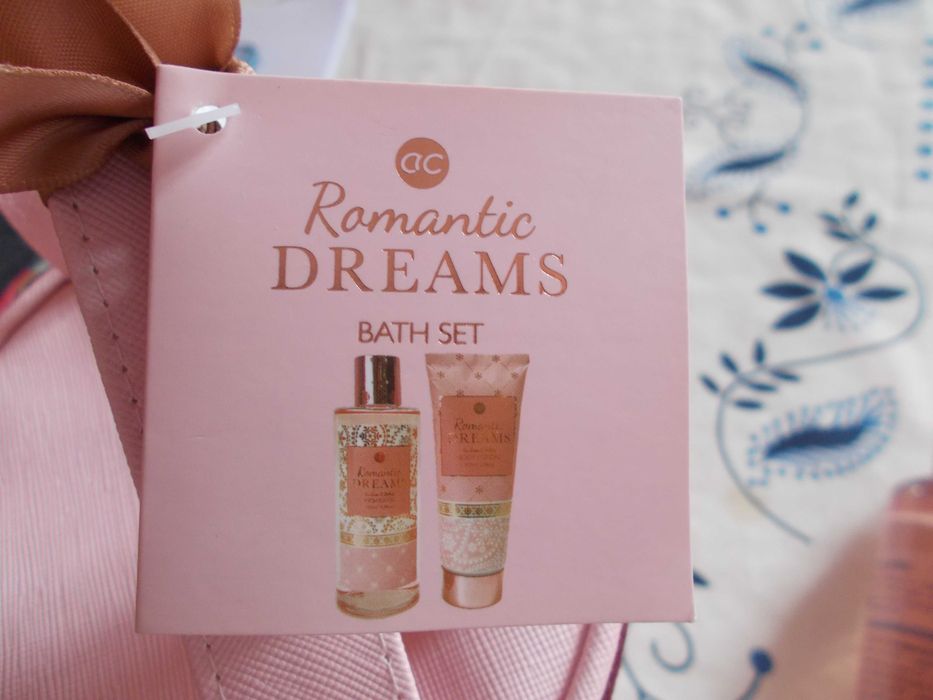 ac
Romantic
DREAMS
BATH SET
Romantic
DREAMS
Romantic
DREAMS